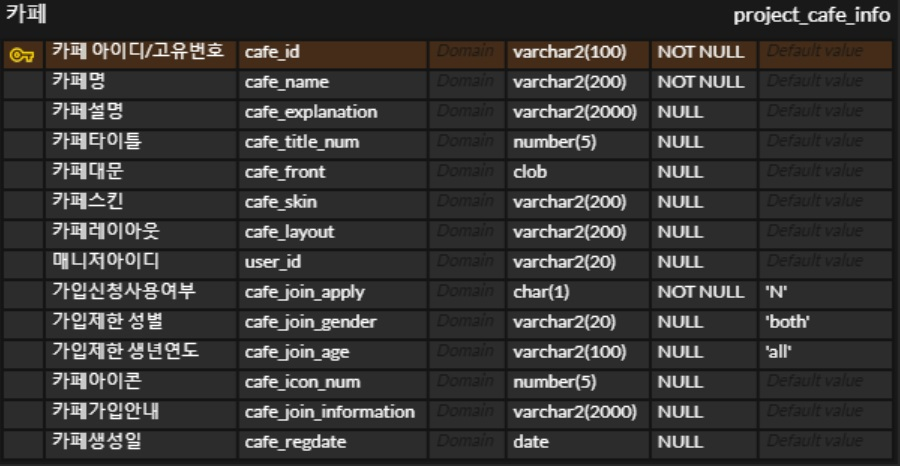 카페 project_cafe_info
카페 아이디/고유번호 cafe_id Domain varchar2(100) NOT NULL Default value
카페명 cafe_name Domain varchar2(200) NOT NULL Default value
카페설명 cafe_explanation Domain varchar2(2000) NULL Default value
카페타이틀 cafe_title_num Domain number(5) NULL Default value
카페대문 cafe_front Domain clob NULL Default value
카페스킨 cafe_skin Domain varchar2(200) NULL Default value
카페레이아웃 cafe_layout Domain varchar2(200) NULL Default value
매니저아이디 user_id Domain varchar2(20) NULL Default value
가입신청사용여부 cafe_join_apply Domain char(1) NOT NULL 'N'
가입제한 성별 cafe_join_gender Domain varchar2(20) NULL 'both'
가입제한 생년연도 cafe_join_age Domain varchar2(100) NULL 'all'
카페아이콘 cafe_icon_num Domain number(5) NULL Default value
카페가입안내 cafe_join_information Domain varchar2(2000) NULL Default value
카페생성일 cafe_regdate Domain date NULL Default value